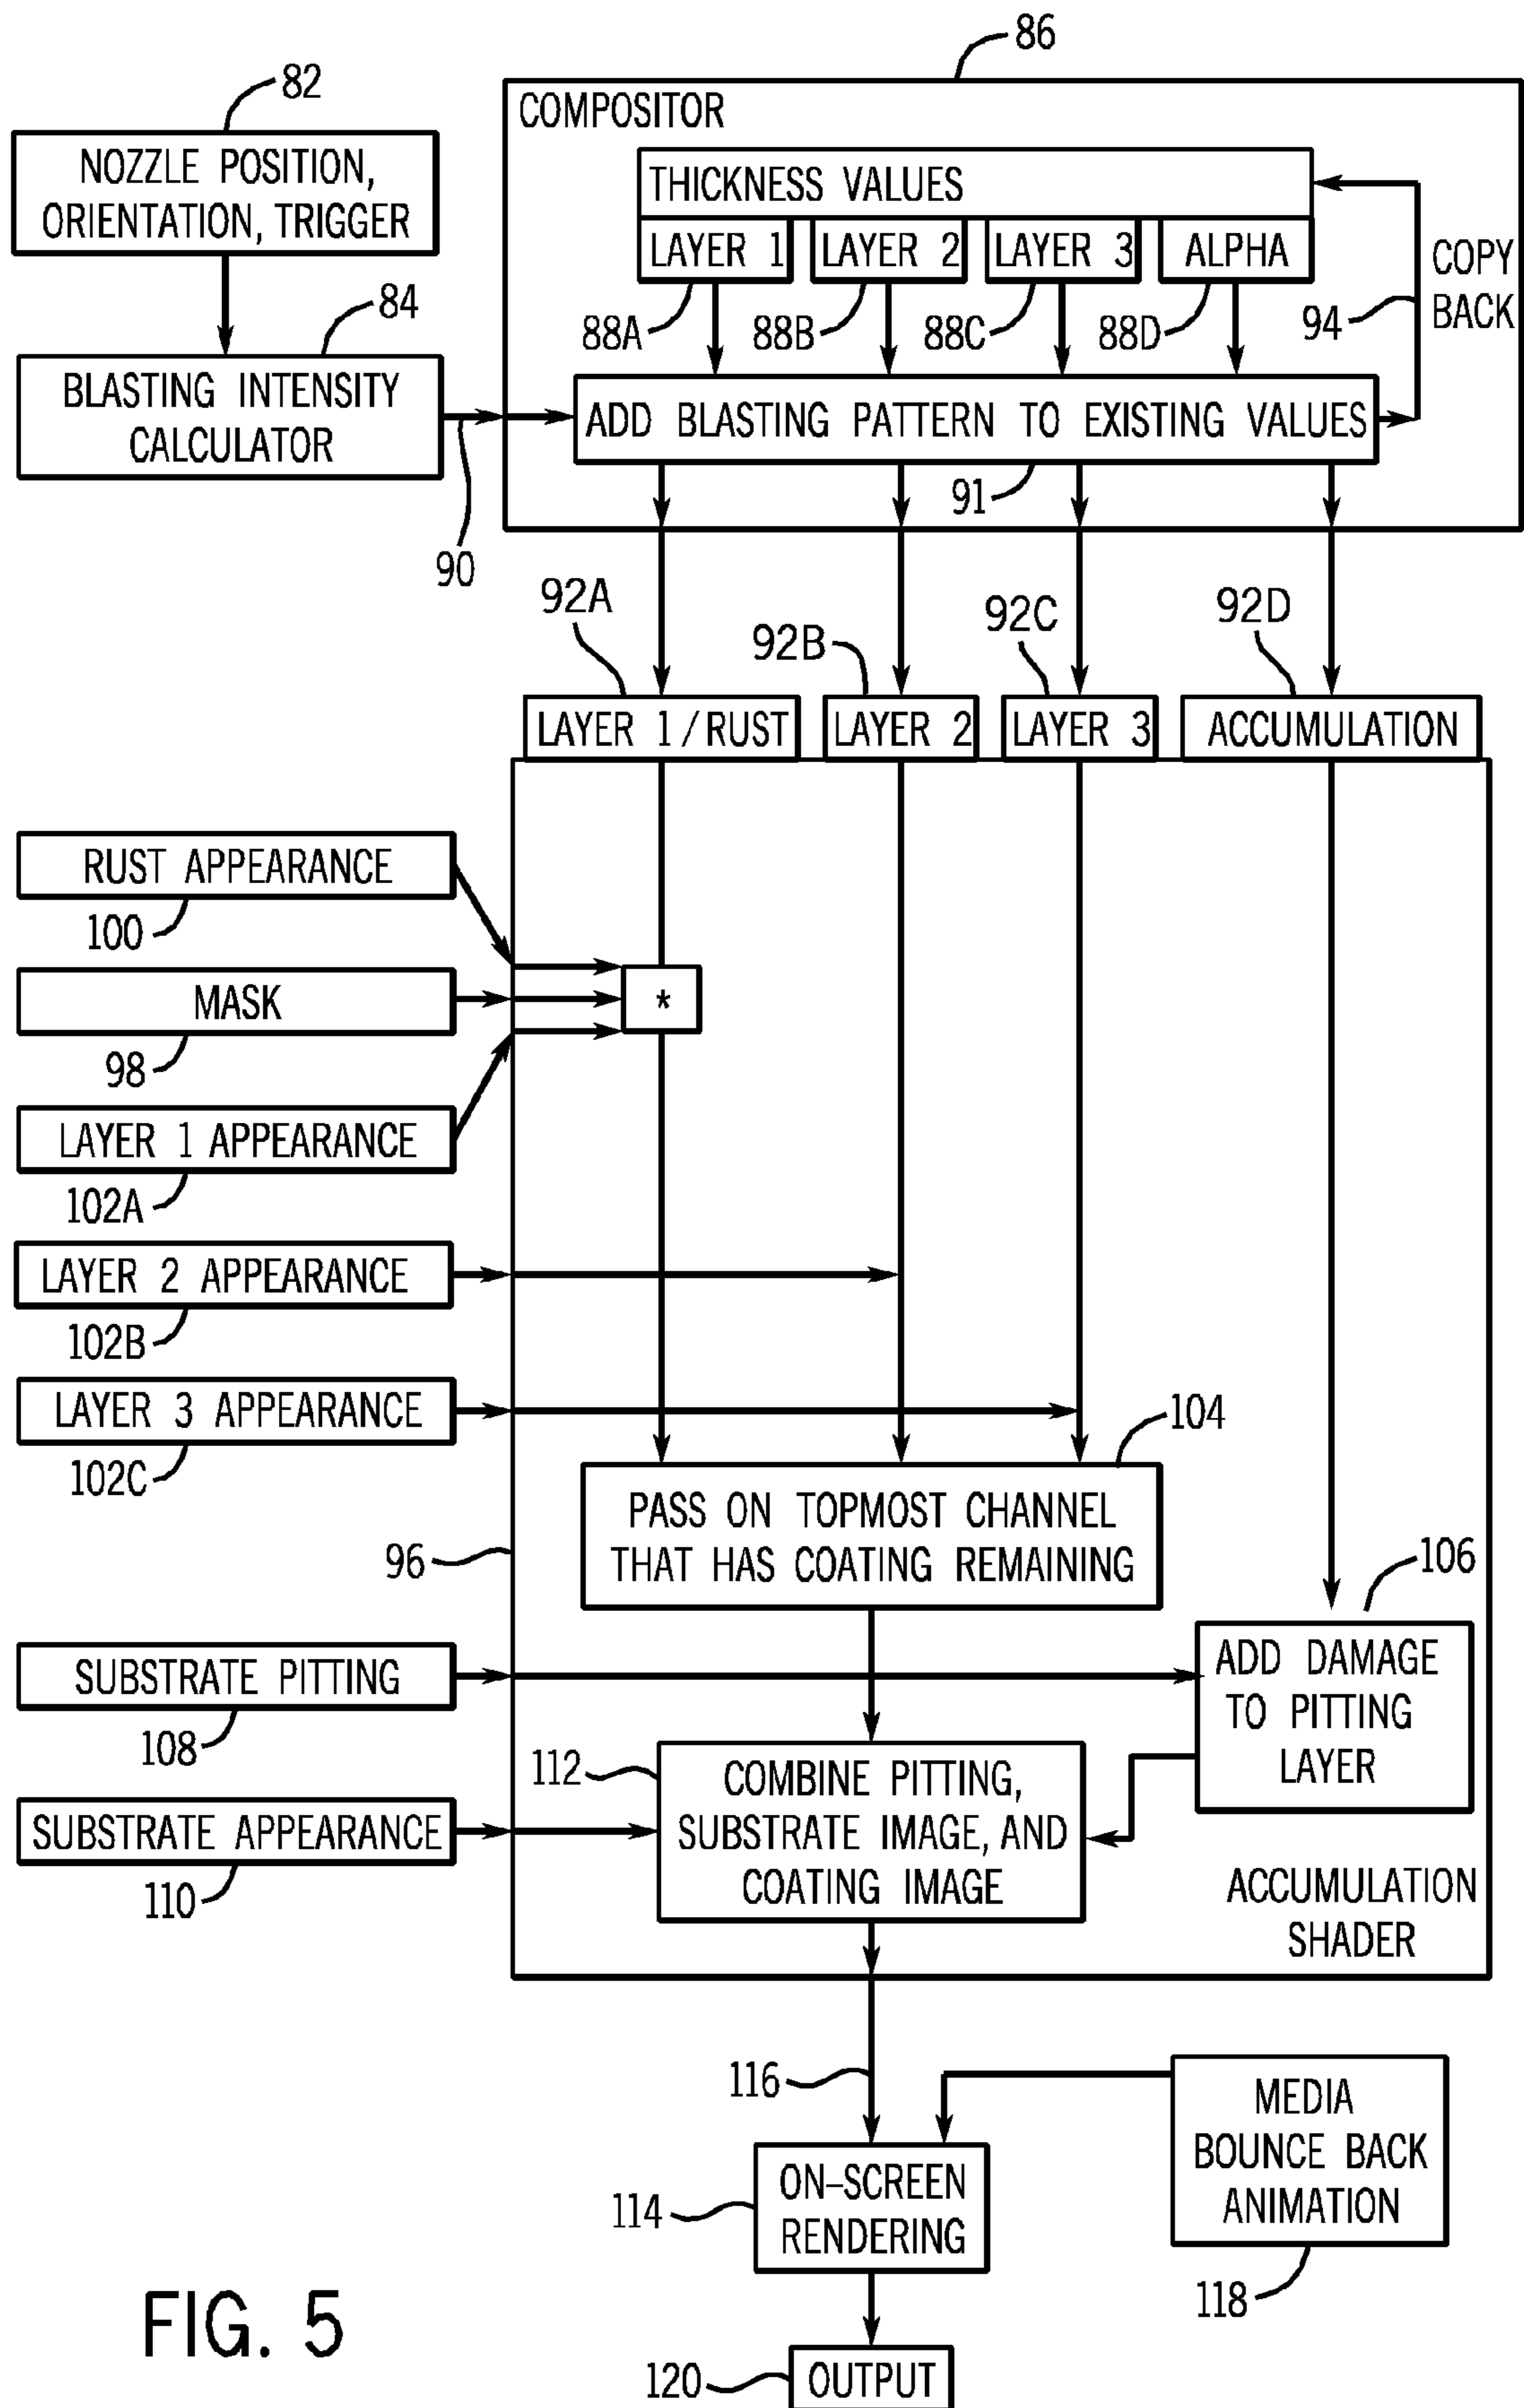 86
82
COMPOSITOR
NOZZLE POSITION,
ORIENTATION, TRIGGER
THICKNESS VALUES
LAYER 1
LAYER 2
LAYER 3
ALPHA
COPY
BACK
84
88A
88B
88C
88D
94
BLASTING INTENSITY
CALCULATOR
ADD BLASTING PATTERN TO EXISTING VALUES
91
90
92A
92B
92C
92D
LAYER 1 / RUST
LAYER 2
LAYER 3
ACCUMULATION
RUST APPEARANCE
100
MASK
*
98
LAYER 1 APPEARANCE
102A
LAYER 2 APPEARANCE
102B
LAYER 3 APPEARANCE
102C
104
PASS ON TOPMOST CHANNEL
THAT HAS COATING REMAINING
96
106
SUBSTRATE PITTING
108
ADD DAMAGE
TO PITTING
LAYER
112
COMBINE PITTING,
SUBSTRATE IMAGE, AND
COATING IMAGE
SUBSTRATE APPEARANCE
110
ACCUMULATION
SHADER
116
MEDIA
BOUNCE BACK
ANIMATION
118
114
ON-SCREEN
RENDERING
120
OUTPUT
FIG. 5